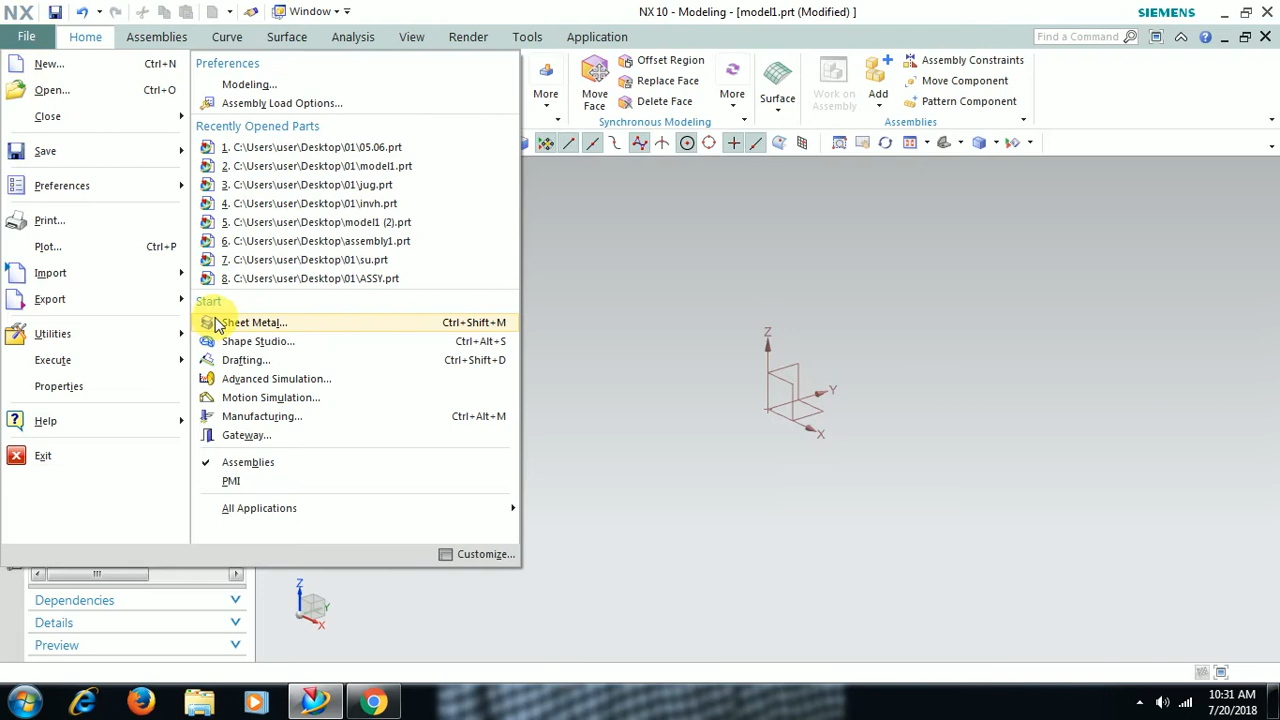 NX
Window
NX 10 - Modeling - [model1.prt (Modified) ]
SIEMENS
File
Home
Assemblies
Curve
Surface
Analysis
View
Render
Tools
Application
Find a Command
New... Ctrl+N
Open... Ctrl+O
Close
Save
Preferences
Print...
Plot... Ctrl+P
Import
Export
Utilities
Execute
Properties
Help
Exit
Preferences
Modeling...
Assembly Load Options...
Recently Opened Parts
1. C:\Users\user\Desktop\01\05.06.prt
2. C:\Users\user\Desktop\01\model1.prt
3. C:\Users\user\Desktop\01\jug.prt
4. C:\Users\user\Desktop\01\invh.prt
5. C:\Users\user\Desktop\model1 (2).prt
6. C:\Users\user\Desktop\assembly1.prt
7. C:\Users\user\Desktop\01\su.prt
8. C:\Users\user\Desktop\01\ASSY.prt
Start
Sheet Metal... Ctrl+Shift+M
Shape Studio... Ctrl+Alt+S
Drafting... Ctrl+Shift+D
Advanced Simulation...
Motion Simulation...
Manufacturing... Ctrl+Alt+M
Gateway...
Assemblies
PMI
All Applications
Customize...
More
Move
Face
Offset Region
Replace Face
Delete Face
More
Synchronous Modeling
Surface
Work on
Assembly
Add
Assembly Constraints
Move Component
Pattern Component
Assemblies
Z
Y
X
Dependencies
Details
Preview
Z
Y
X
10:31 AM
7/20/2018